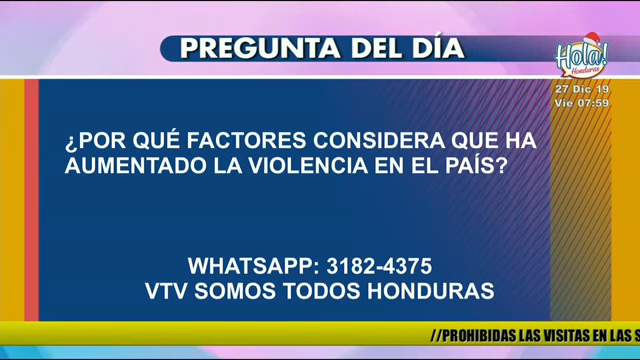 PREGUNTA DEL DÍA
Hola!
Honduras
27 Dic 19
Vie 07:59
¿POR QUÉ FACTORES CONSIDERA QUE HA
AUMENTADO LA VIOLENCIA EN EL PAÍS?
WHATSAPP: 3182-4375
VTV SOMOS TODOS HONDURAS
//PROHIBIDAS LAS VISITAS EN LAS S